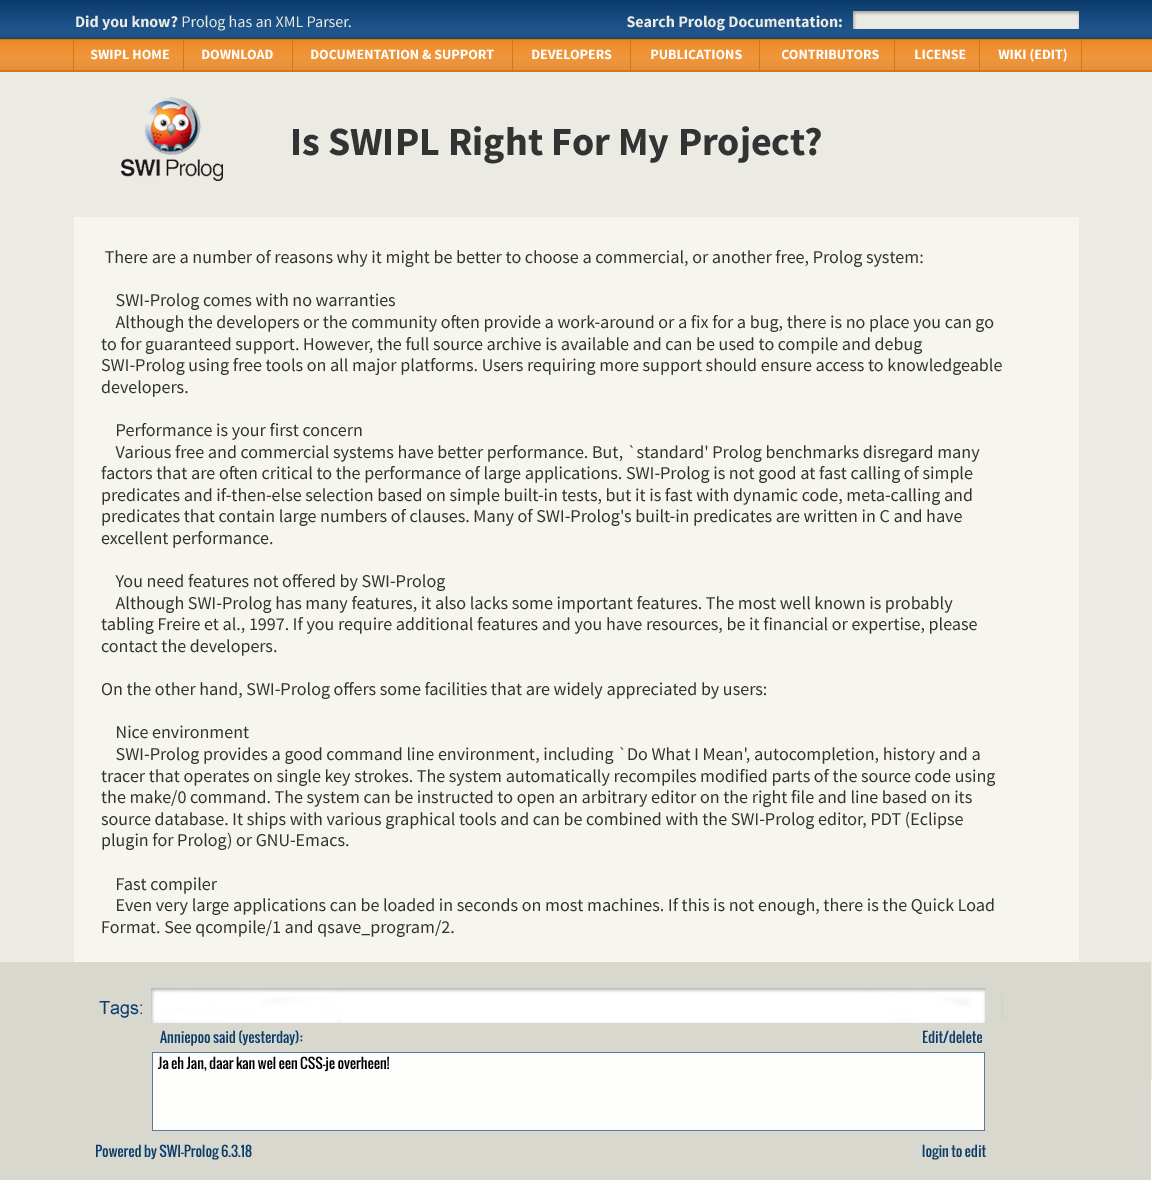 Did you know? Prolog has an XML Parser.
Search Prolog Documentation:
SWIPL HOME
DOWNLOAD
DOCUMENTATION & SUPPORT
DEVELOPERS
PUBLICATIONS
CONTRIBUTORS
LICENSE
WIKI (EDIT)
SWI Prolog
Is SWIPL Right For My Project?
There are a number of reasons why it might be better to choose a commercial, or another free, Prolog system:
SWI-Prolog comes with no warranties
Although the developers or the community often provide a work-around or a fix for a bug, there is no place you can go
to for guaranteed support. However, the full source archive is available and can be used to compile and debug
SWI-Prolog using free tools on all major platforms. Users requiring more support should ensure access to knowledgeable
developers.
Performance is your first concern
Various free and commercial systems have better performance. But, `standard' Prolog benchmarks disregard many
factors that are often critical to the performance of large applications. SWI-Prolog is not good at fast calling of simple
predicates and if-then-else selection based on simple built-in tests, but it is fast with dynamic code, meta-calling and
predicates that contain large numbers of clauses. Many of SWI-Prolog's built-in predicates are written in C and have
excellent performance.
You need features not offered by SWI-Prolog
Although SWI-Prolog has many features, it also lacks some important features. The most well known is probably
tabling Freire et al., 1997. If you require additional features and you have resources, be it financial or expertise, please
contact the developers.
On the other hand, SWI-Prolog offers some facilities that are widely appreciated by users:
Nice environment
SWI-Prolog provides a good command line environment, including `Do What I Mean', autocompletion, history and a
tracer that operates on single key strokes. The system automatically recompiles modified parts of the source code using
the make/0 command. The system can be instructed to open an arbitrary editor on the right file and line based on its
source database. It ships with various graphical tools and can be combined with the SWI-Prolog editor, PDT (Eclipse
plugin for Prolog) or GNU-Emacs.
Fast compiler
Even very large applications can be loaded in seconds on most machines. If this is not enough, there is the Quick Load
Format. See qcompile/1 and qsave_program/2.
Tags:
Anniepoo said (yesterday):
Edit/delete
Ja eh Jan, daar kan wel een CSS-je overheen!
Powered by SWI-Prolog 6.3.18
login to edit